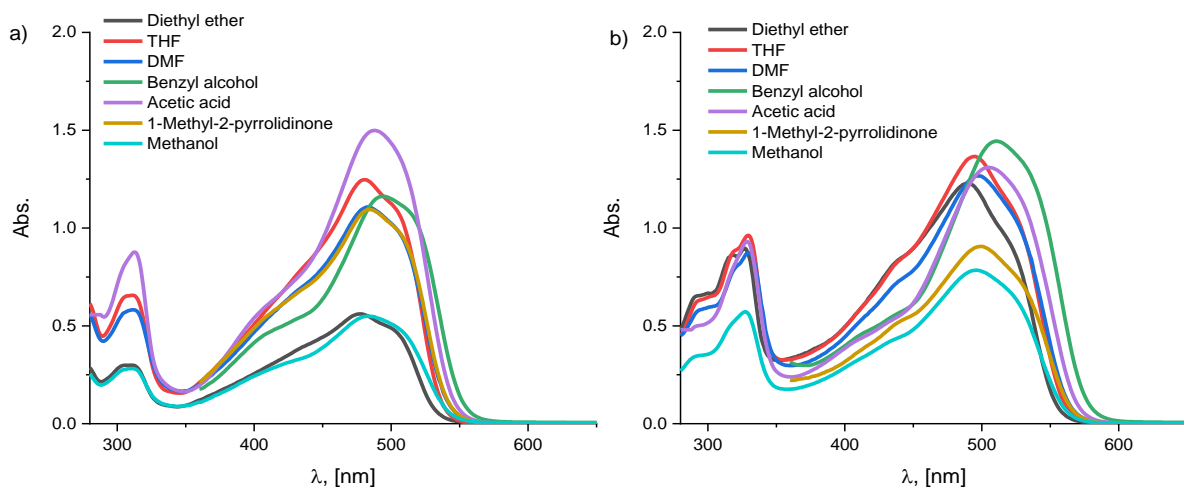 a)
Diethyl ether
THF
DMF
Benzyl alcohol
Acetic acid
1-Methyl-2-pyrrolidinone
Methanol
2.0
1.5
1.0
0.5
0.0
Abs.
300
400
500
600
λ, [nm]
b)
Diethyl ether
THF
DMF
Benzyl alcohol
Acetic acid
1-Methyl-2-pyrrolidinone
Methanol
2.0
1.5
1.0
0.5
0.0
Abs.
300
400
500
600
λ, [nm]